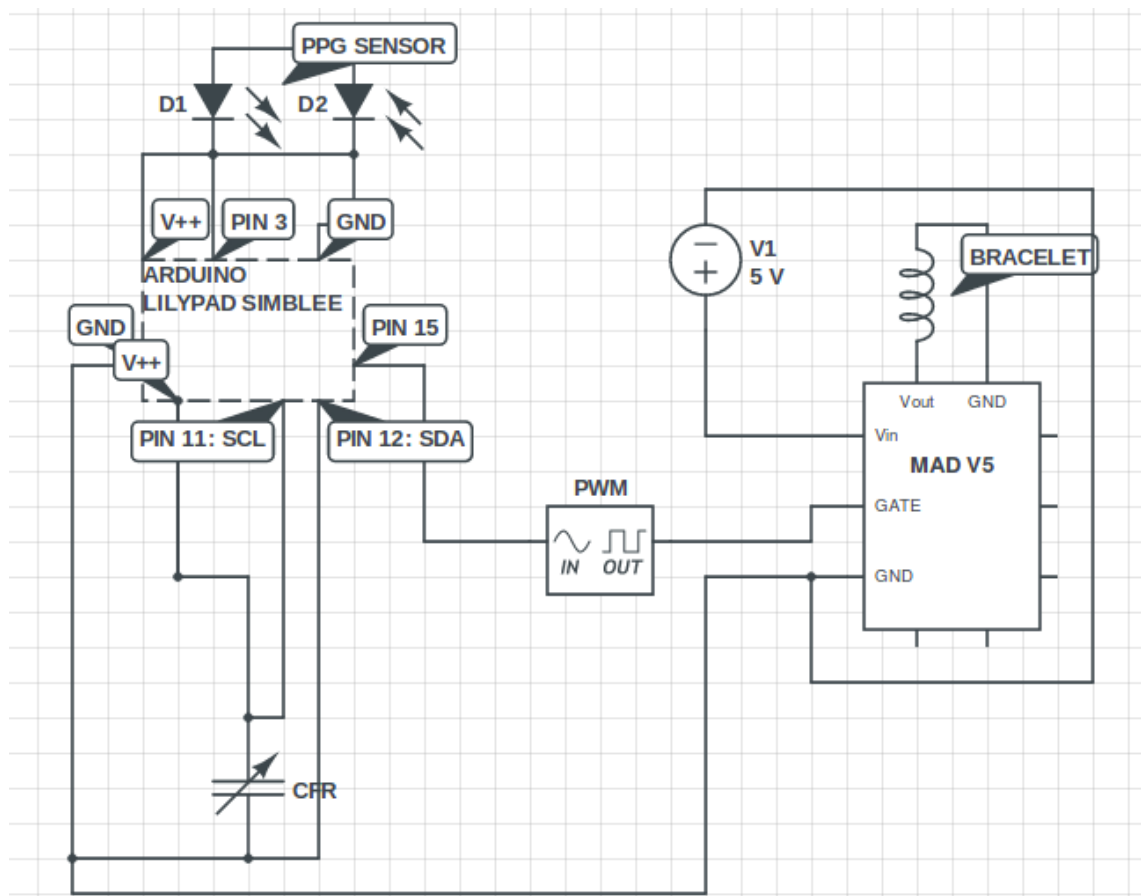 PPG SENSOR
D1
D2
V++
PIN 3
GND
ARDUINO
LILYPAD SIMBLEE
GND
V++
PIN 15
PIN 11: SCL
PIN 12: SDA
CFR
PWM
IN
OUT
V1
5 V
BRACELET
Vout
GND
Vin
MAD V5
GATE
GND